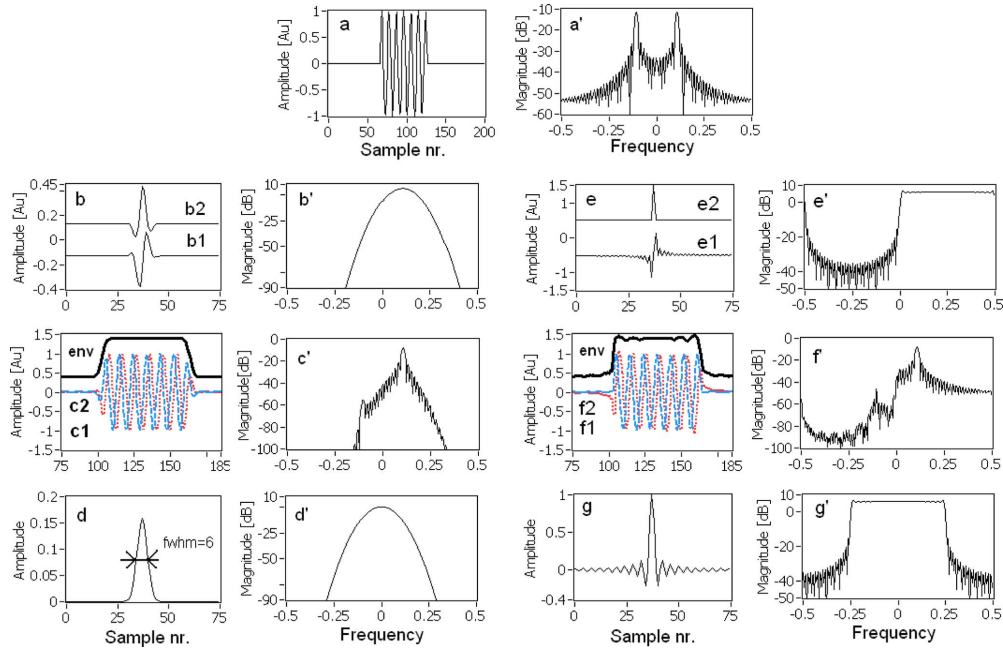 a
Amplitude [Au]
1
0.5
0
-0.5
-1
0 50 100 150 200
Sample nr.
a'
Magnitude [dB]
-10
-20
-30
-40
-50
-60
-0.5 -0.25 0 0.25 0.5
Frequency
b
b2
b1
Amplitude [Au]
0.45
0.2
0
-0.2
-0.4
0 25 50 75
b'
Magnitude [dB]
10
-25
-50
-90
-0.5 -0.25 0 0.25 0.5
e
e2
e1
Amplitude [Au]
1.5
0.5
-1
-1.5
0 25 50 75
e'
Magnitude [dB]
10
0
-10
-20
-30
-40
-50
-0.5 -0.25 0 0.25 0.5
env
c2
c1
Amplitude [Au]
1.5
1
0.5
0
-0.5
-1
-1.5
75 105 130 160 185
c'
Magnitude [dB]
0
-20
-40
-60
-80
-100
-0.5 -0.25 0 0.25 0.5
env
f2
f1
Amplitude [Au]
1.5
1
0.5
0
-0.5
-1
-1.5
75 105 130 160 185
f'
Magnitude [dB]
0
-20
-40
-60
-80
-100
-0.5 -0.25 0 0.25 0.5
d
fwhm=6
Amplitude
0.2
0.15
0.1
0.05
0
0 25 50 75
Sample nr.
d'
Magnitude [dB]
10
-25
-50
-90
-0.5 -0.25 0 0.25 0.5
Frequency
g
Amplitude
1
0.5
0
-0.4
0 25 50 75
Sample nr.
g'
Magnitude [dB]
10
0
-10
-20
-30
-40
-50
-0.5 -0.25 0 0.25 0.5
Frequency